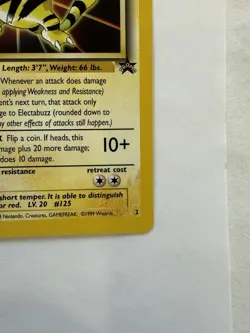 Length: 3'7", Weight: 66 lbs.
Whenever an attack does damage
applying Weakness and Resistance)
ent's next turn, that attack only
ge to Electabuzz (rounded down to
ny other effects of attacks still happen.)
Flip a coin. If heads, this
mage plus 20 more damage;
does 10 damage.
10+
resistance
retreat cost
short temper. It is able to distinguish
or red. LV. 20 #125
Nintendo, Creatures, GAMEFREAK. ©1999 Wizards.
2